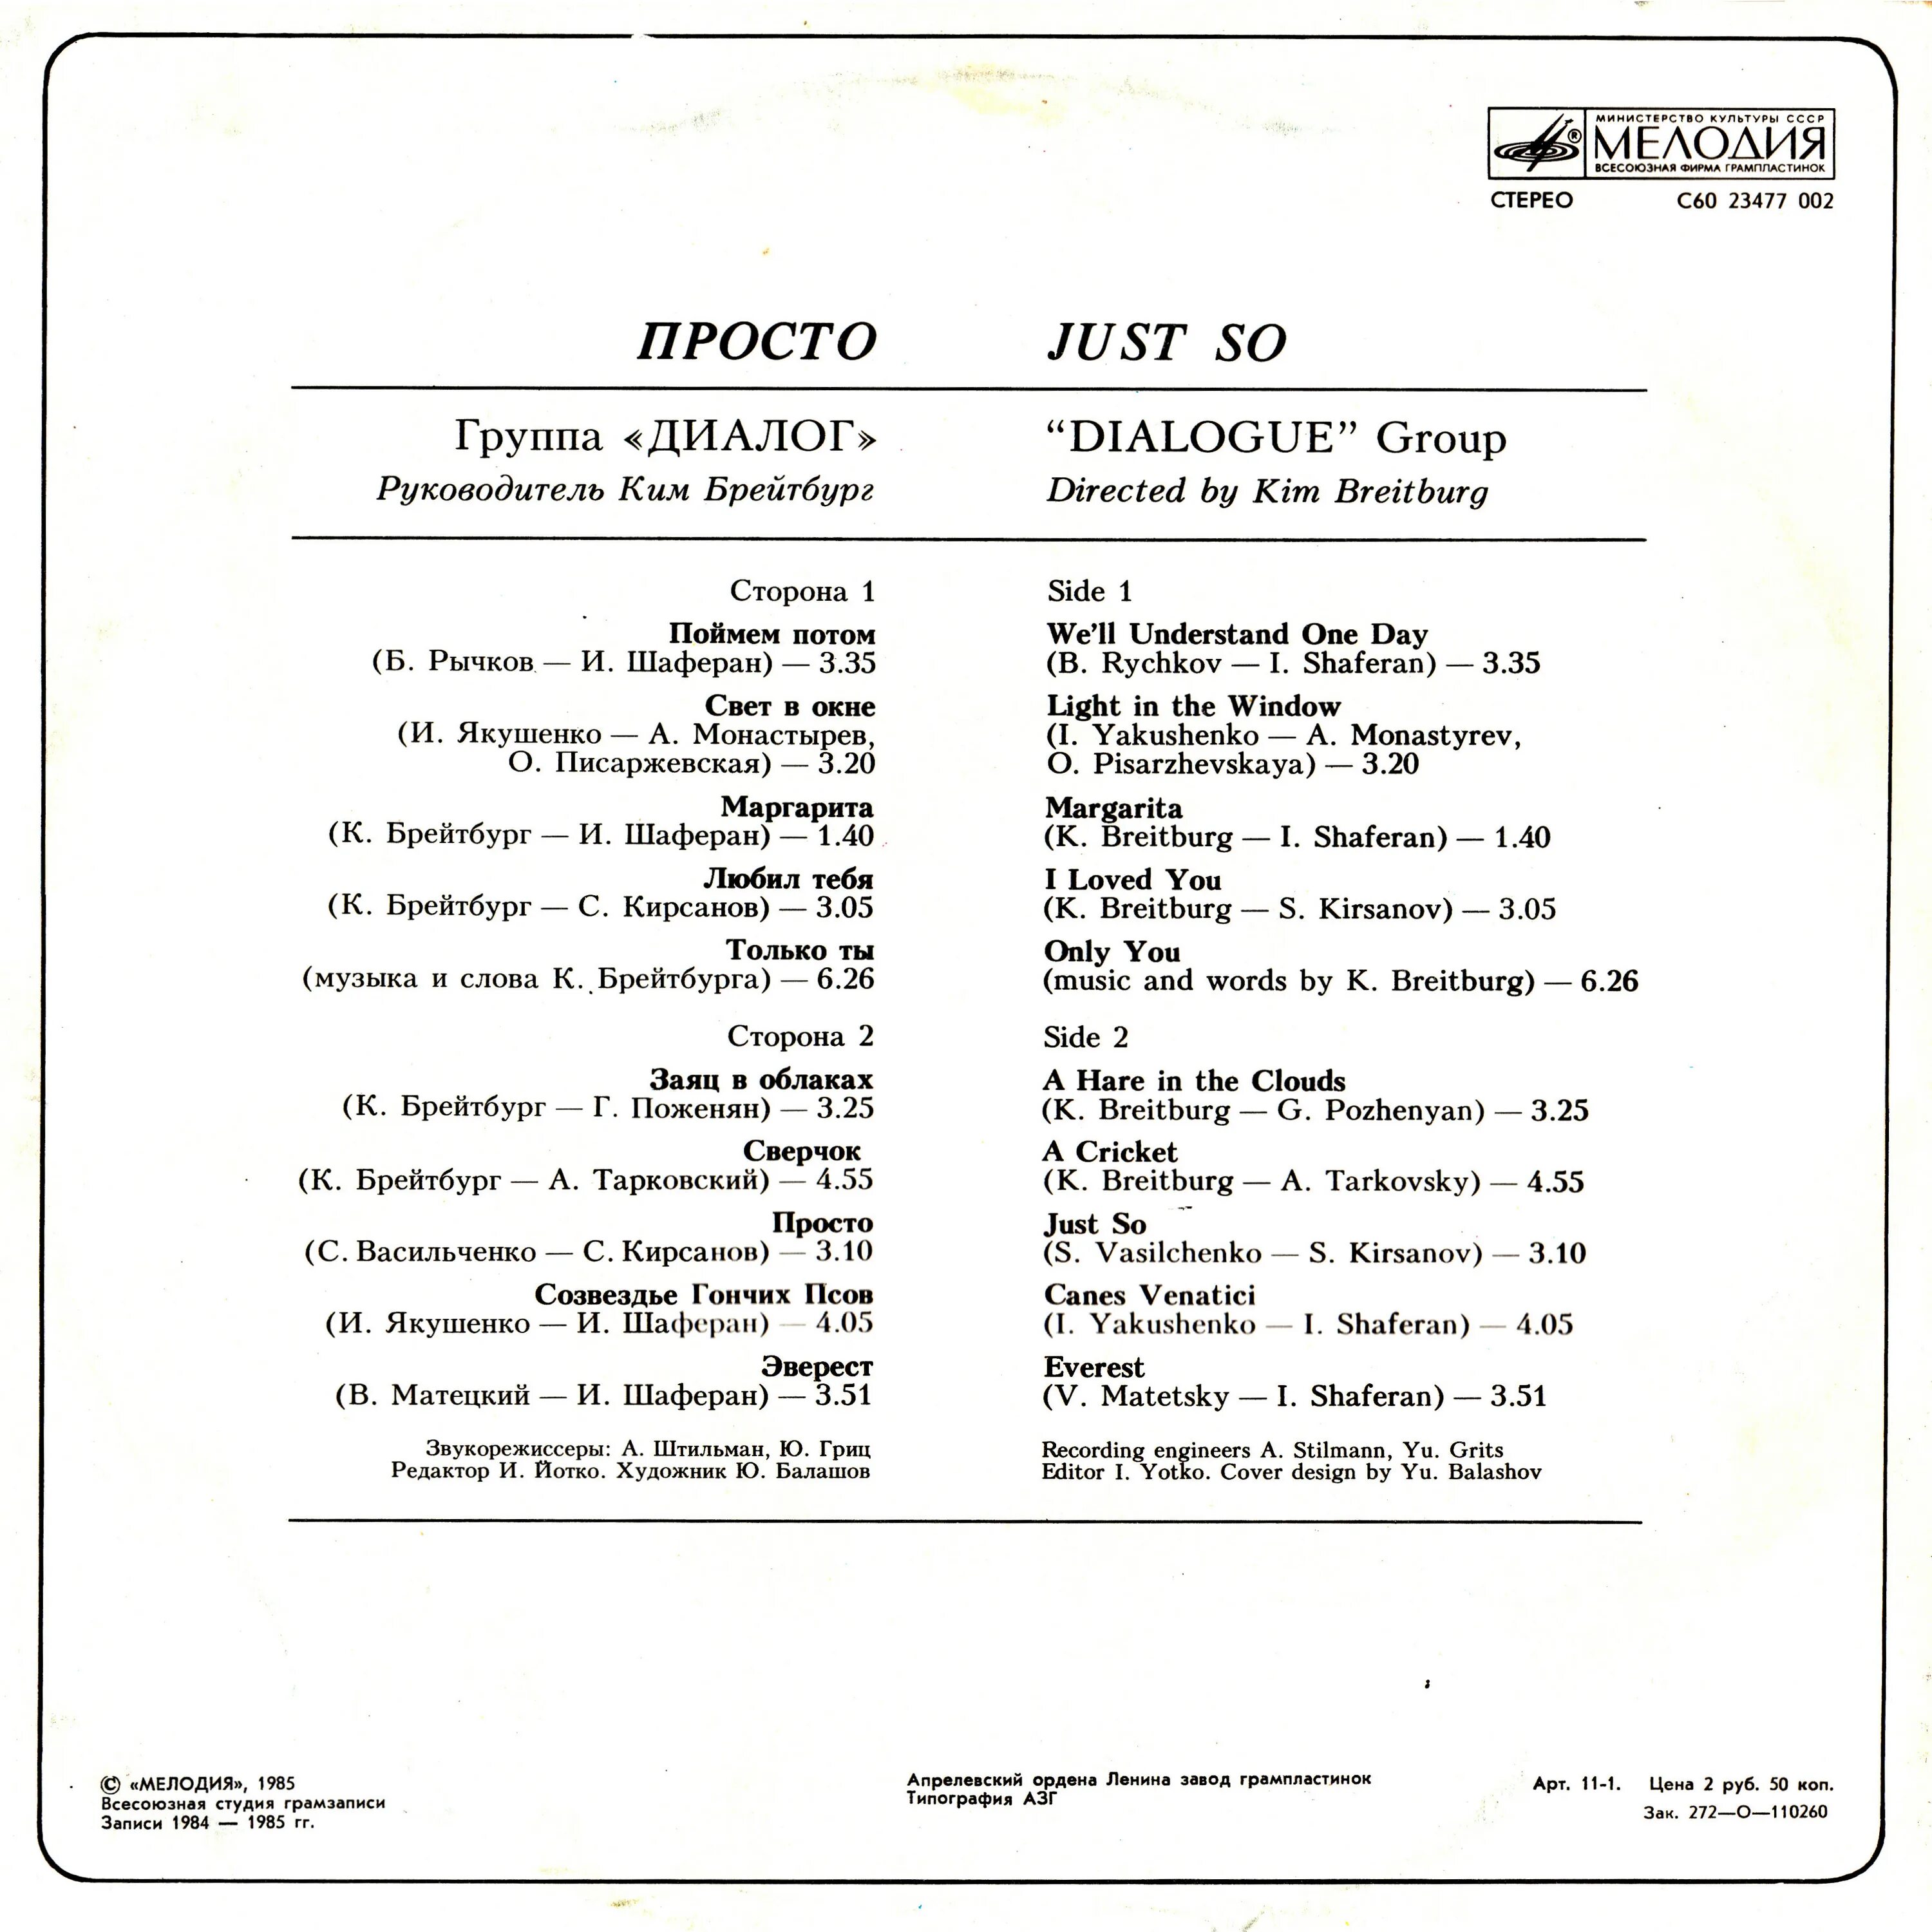 МИНИСТЕРСТВО КУЛЬТУРЫ СССР
МЕЛОДИЯ
ВСЕСОЮЗНАЯ ФИРМА ГРАМПЛАСТИНОК
СТЕРЕО С60 23477 002
ПРОСТО
Группа «ДИАЛОГ»
Руководитель Ким Брейтбург
Сторона 1
Поймем потом
(Б. Рычков — И. Шаферан) — 3.35
Свет в окне
(И. Якушенко — А. Монастырев,
О. Писаржевская) — 3.20
Маргарита
(К. Брейтбург — И. Шаферан) — 1.40
Любил тебя
(К. Брейтбург — С. Кирсанов) — 3.05
Только ты
(музыка и слова К. Брейтбурга) — 6.26
Сторона 2
Заяц в облаках
(К. Брейтбург — Г. Поженян) — 3.25
Сверчок
(К. Брейтбург — А. Тарковский) — 4.55
Просто
(С. Васильченко — С. Кирсанов) — 3.10
Созвездье Гончих Псов
(И. Якушенко — И. Шаферан) — 4.05
Эверест
(В. Матецкий — И. Шаферан) — 3.51
Звукорежиссеры: А. Штильман, Ю. Гриц
Редактор И. Йотко. Художник Ю. Балашов
JUST SO
“DIALOGUE” Group
Directed by Kim Breitburg
Side 1
We’ll Understand One Day
(B. Rychkov — I. Shaferan) — 3.35
Light in the Window
(I. Yakushenko — A. Monastyrev,
O. Pisarzhevskaya) — 3.20
Margarita
(K. Breitburg — I. Shaferan) — 1.40
I Loved You
(K. Breitburg — S. Kirsanov) — 3.05
Only You
(music and words by K. Breitburg) — 6.26
Side 2
A Hare in the Clouds
(K. Breitburg — G. Pozhenyan) — 3.25
A Cricket
(K. Breitburg — A. Tarkovsky) — 4.55
Just So
(S. Vasilchenko — S. Kirsanov) — 3.10
Canes Venatici
(I. Yakushenko — I. Shaferan) — 4.05
Everest
(V. Matetsky — I. Shaferan) — 3.51
Recording engineers A. Stilmann, Yu. Grits
Editor I. Yotko. Cover design by Yu. Balashov
© «МЕЛОДИЯ», 1985
Всесоюзная студия грамзаписи
Записи 1984 — 1985 гг.
Апрелевский ордена Ленина завод грампластинок
Типография АЗГ
Арт. 11-1. Цена 2 руб. 50 коп.
Зак. 272—О—110260